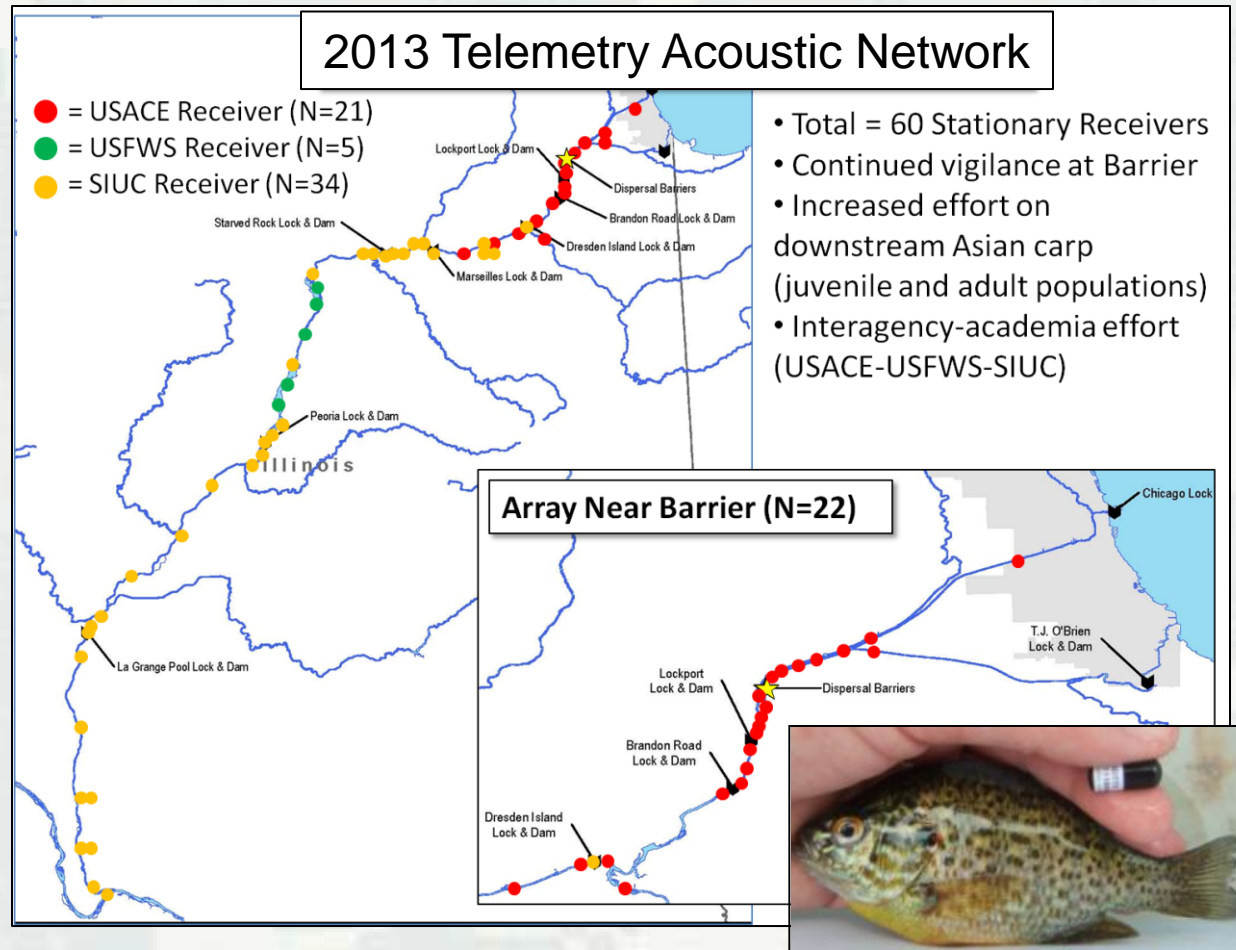 2013 Telemetry Acoustic Network
= USACE Receiver (N=21)
= USFWS Receiver (N=5)
= SIUC Receiver (N=34)
• Total = 60 Stationary Receivers
• Continued vigilance at Barrier
• Increased effort on
downstream Asian carp
(juvenile and adult populations)
• Interagency-academia effort
(USACE-USFWS-SIUC)
Lockport Lock & Dam
Dispersal Barriers
Brandon Road Lock & Dam
Starved Rock Lock & Dam
Dresden Island Lock & Dam
Marseilles Lock & Dam
Peoria Lock & Dam
Illinois
La Grange Pool Lock & Dam
Array Near Barrier (N=22)
Chicago Lock
T.J. O'Brien
Lock & Dam
Lockport
Lock & Dam
Dispersal Barriers
Brandon Road
Lock & Dam
Dresden Island
Lock & Dam